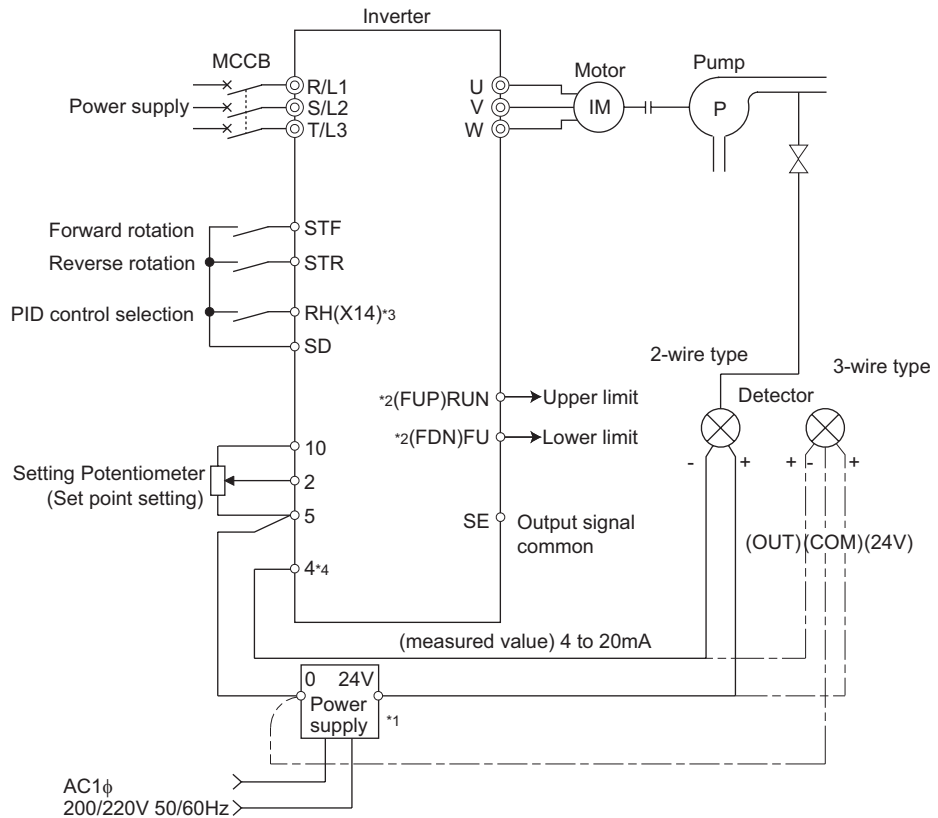 Inverter
MCCB
Power supply
R/L1
S/L2
T/L3
U
V
W
Motor
IM
Pump
P
Forward rotation
STF
Reverse rotation
STR
PID control selection
RH(X14)*3
SD
*2(FUP)RUN
Upper limit
*2(FDN)FU
Lower limit
2-wire type
3-wire type
Detector
- +
+ - +
(OUT)(COM)(24V)
Setting Potentiometer
(Set point setting)
10
2
5
4*4
SE
Output signal
common
(measured value) 4 to 20mA
0 24V
Power
supply
*1
AC1ϕ
200/220V 50/60Hz